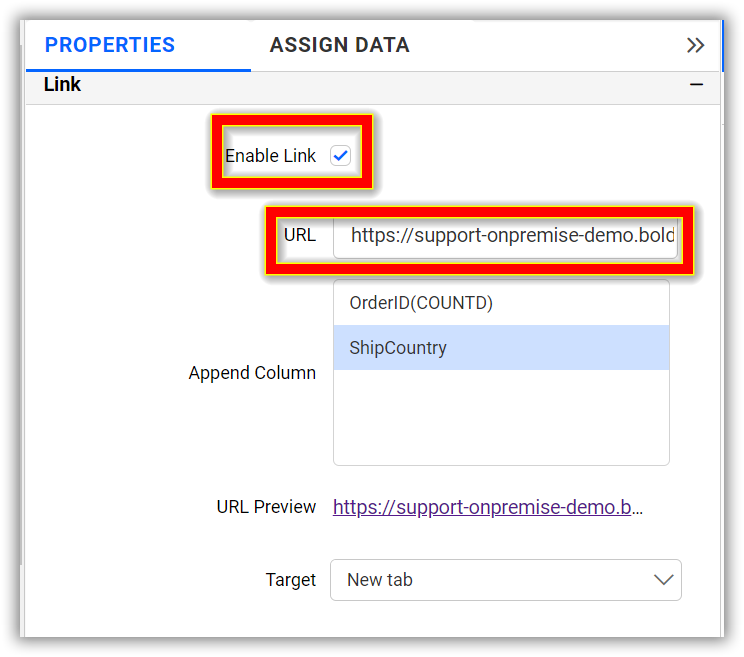 PROPERTIES ASSIGN DATA
Link
Enable Link
URL https://support-onpremise-demo.bold
OrderID(COUNTD)
ShipCountry
Append Column
URL Preview https://support-onpremise-demo.b...
Target New tab